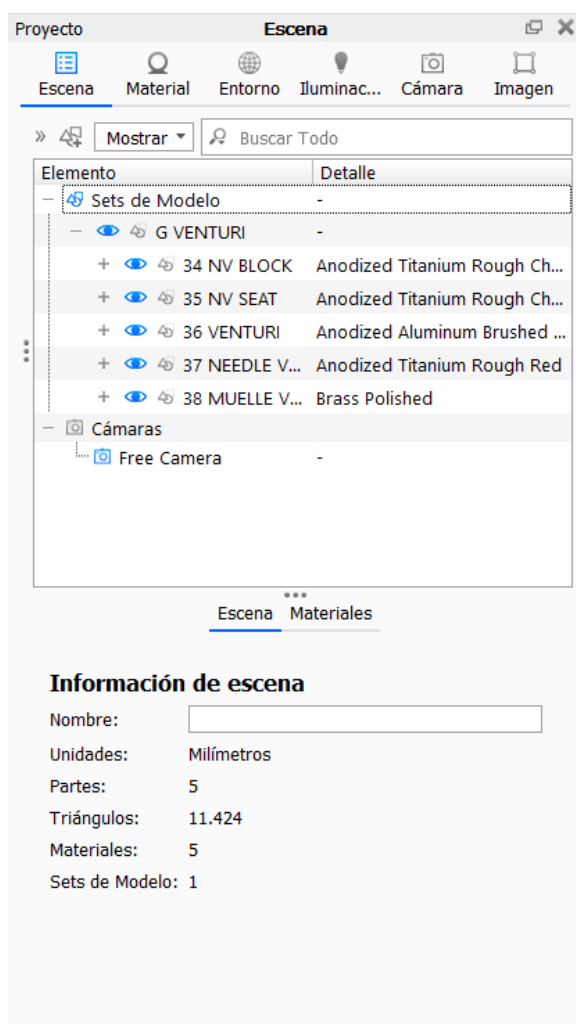 Proyecto Escena
Escena Material Entorno Iluminac... Cámara Imagen
» Mostrar Buscar Todo
Elemento Detalle
Sets de Modelo -
G VENTURI -
34 NV BLOCK Anodized Titanium Rough Ch...
35 NV SEAT Anodized Titanium Rough Ch...
36 VENTURI Anodized Aluminum Brushed ...
37 NEEDLE V... Anodized Titanium Rough Red
38 MUELLE V... Brass Polished
Cámaras
Free Camera -
Escena Materiales
Información de escena
Nombre:
Unidades: Milímetros
Partes: 5
Triángulos: 11.424
Materiales: 5
Sets de Modelo: 1